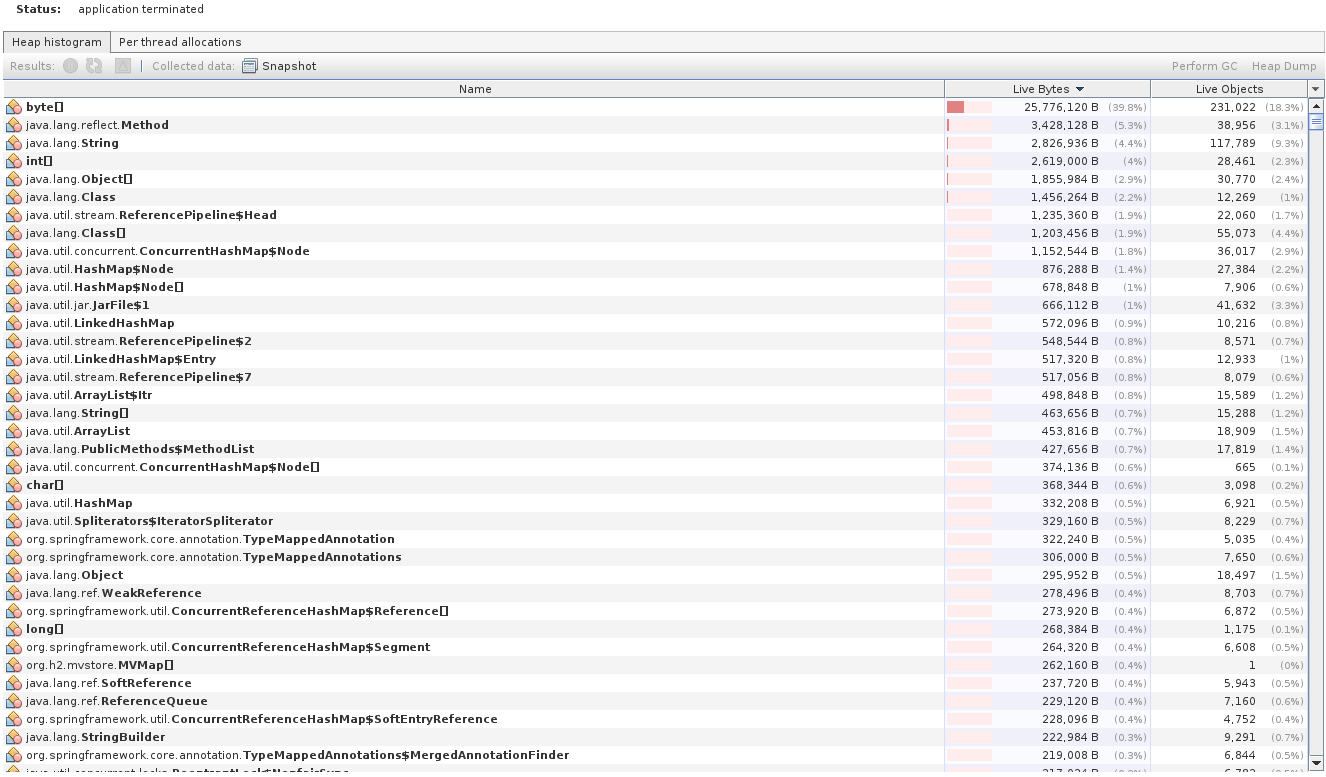 Status: application terminated
Heap histogram Per thread allocations
Results: Collected data: Snapshot Perform GC Heap Dump
Name Live Bytes Live Objects
byte[] 25,776,120 B (39.8%) 231,022 (18.3%)
java.lang.reflect.Method 3,428,128 B (5.3%) 38,956 (3.1%)
java.lang.String 2,826,936 B (4.4%) 117,789 (9.3%)
int[] 2,619,000 B (4%) 28,461 (2.3%)
java.lang.Object[] 1,855,984 B (2.9%) 30,770 (2.4%)
java.lang.Class 1,456,264 B (2.2%) 12,269 (1%)
java.util.stream.ReferencePipeline$Head 1,235,360 B (1.9%) 22,060 (1.7%)
java.lang.Class[] 1,203,456 B (1.9%) 55,073 (4.4%)
java.util.concurrent.ConcurrentHashMap$Node 1,152,544 B (1.8%) 36,017 (2.9%)
java.util.HashMap$Node 876,288 B (1.4%) 27,384 (2.2%)
java.util.HashMap$Node[] 678,848 B (1%) 7,906 (0.6%)
java.util.jar.JarFile$1 666,112 B (1%) 41,632 (3.3%)
java.util.LinkedHashMap 572,096 B (0.9%) 10,216 (0.8%)
java.util.stream.ReferencePipeline$2 548,544 B (0.8%) 8,571 (0.7%)
java.util.LinkedHashMap$Entry 517,320 B (0.8%) 12,933 (1%)
java.util.stream.ReferencePipeline$7 517,056 B (0.8%) 8,079 (0.6%)
java.util.ArrayList$Itr 498,848 B (0.8%) 15,589 (1.2%)
java.lang.String[] 463,656 B (0.7%) 15,288 (1.2%)
java.util.ArrayList 453,816 B (0.7%) 18,909 (1.5%)
java.lang.PublicMethods$MethodList 427,656 B (0.7%) 17,819 (1.4%)
java.util.concurrent.ConcurrentHashMap$Node[] 374,136 B (0.6%) 665 (0.1%)
char[] 368,344 B (0.6%) 3,098 (0.2%)
java.util.HashMap 332,208 B (0.5%) 6,921 (0.5%)
java.util.Spliterators$IteratorSpliterator 329,160 B (0.5%) 8,229 (0.7%)
org.springframework.core.annotation.TypeMappedAnnotation 322,240 B (0.5%) 5,035 (0.4%)
org.springframework.core.annotation.TypeMappedAnnotations 306,000 B (0.5%) 7,650 (0.6%)
java.lang.Object 295,952 B (0.5%) 18,497 (1.5%)
java.lang.ref.WeakReference 278,496 B (0.4%) 8,703 (0.7%)
org.springframework.util.ConcurrentReferenceHashMap$Reference[] 273,920 B (0.4%) 6,872 (0.5%)
long[] 268,384 B (0.4%) 1,175 (0.1%)
org.springframework.util.ConcurrentReferenceHashMap$Segment 264,320 B (0.4%) 6,608 (0.5%)
org.h2.mvstore.MVMap[] 262,160 B (0.4%) 1 (0%)
java.lang.ref.SoftReference 237,720 B (0.4%) 5,943 (0.5%)
java.lang.ref.ReferenceQueue 229,120 B (0.4%) 7,160 (0.6%)
org.springframework.util.ConcurrentReferenceHashMap$SoftEntryReference 228,096 B (0.4%) 4,752 (0.4%)
java.lang.StringBuilder 222,984 B (0.3%) 9,291 (0.7%)
org.springframework.core.annotation.TypeMappedAnnotations$MergedAnnotationFinder 219,008 B (0.3%) 6,844 (0.5%)